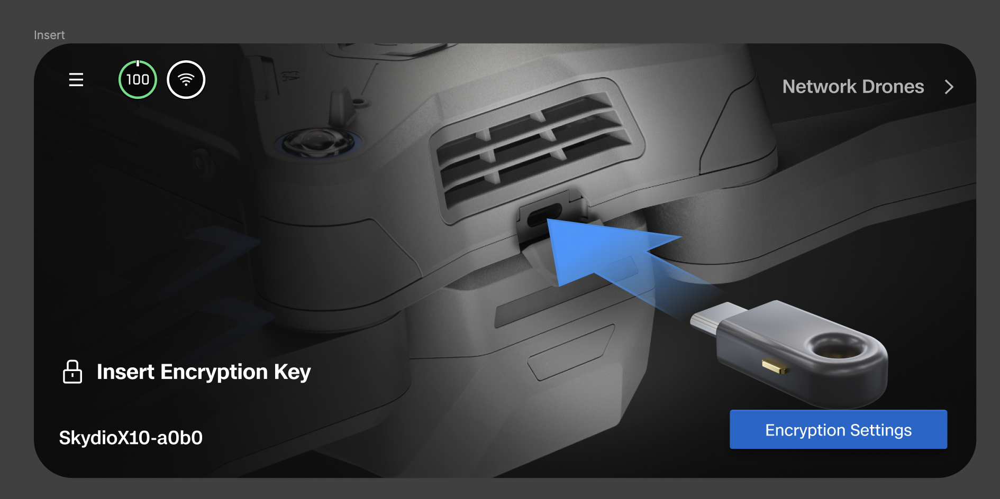 Insert
100
Network Drones
Insert Encryption Key
SkydioX10-a0b0
Encryption Settings